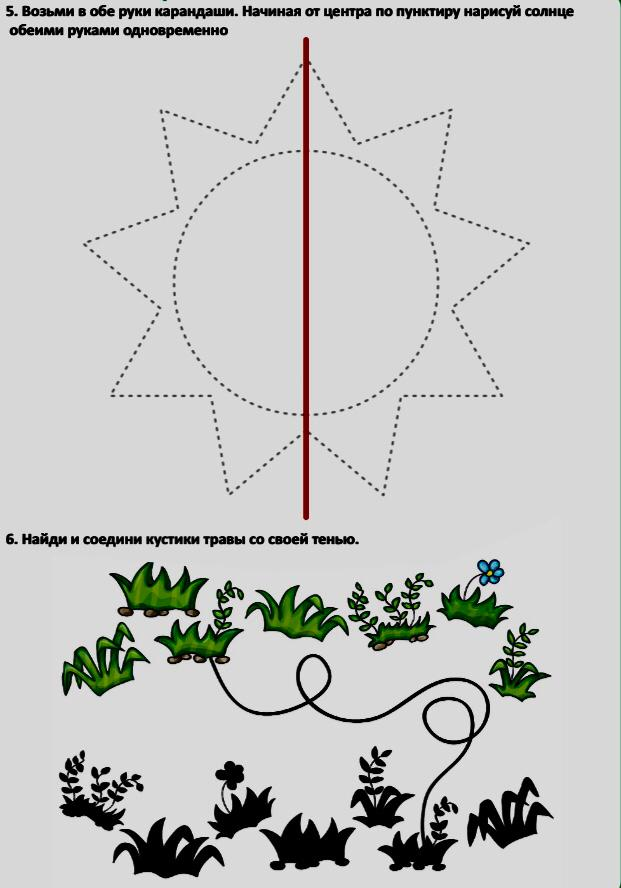 5. Возьми в обе руки карандаши. Начиная от центра по пунктиру нарисуй солнце
обеими руками одновременно
6. Найди и соедини кустики травы со своей тенью.